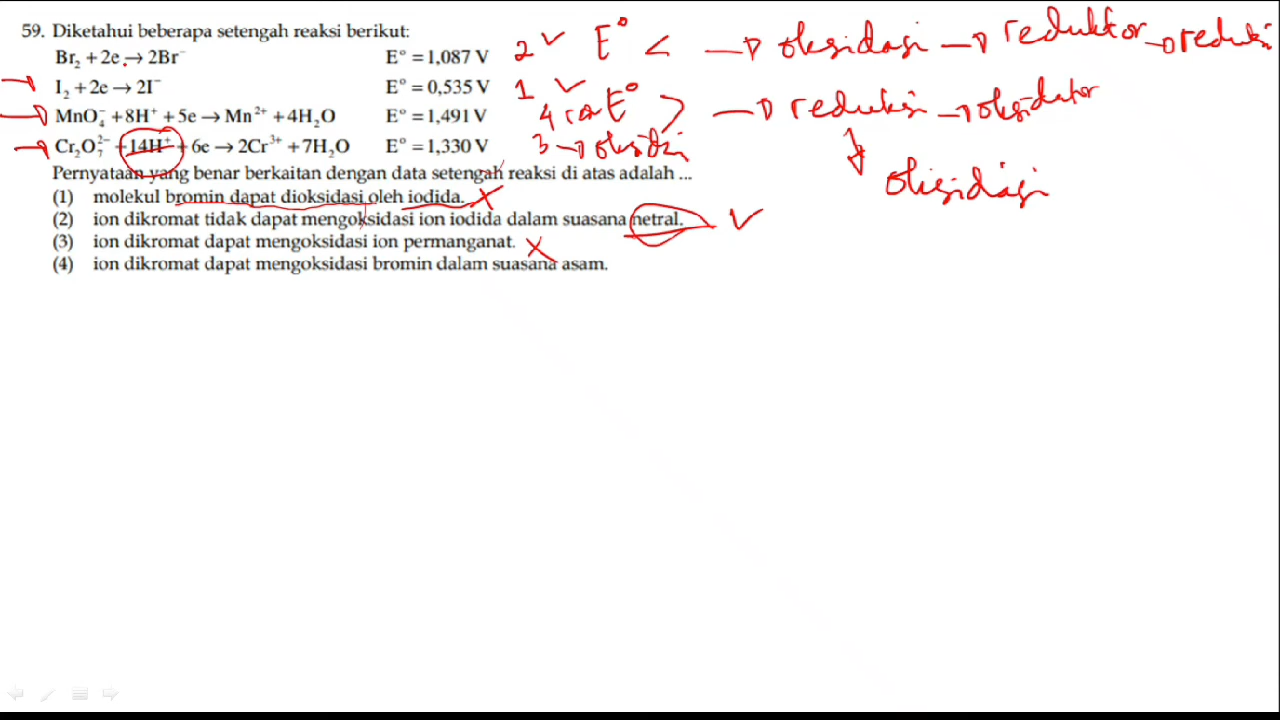 59. Diketahui beberapa setengah reaksi berikut:
Br₂ + 2e → 2Br⁻ E° = 1,087 V 2 ✓ E° < → oksidasi → reduktor → reduksi
I₂ + 2e → 2I⁻ E° = 0,535 V 1 ✓
MnO₄⁻ + 8H⁺ + 5e → Mn²⁺ + 4H₂O E° = 1,491 V 4 E° > → reduksi → oksidator
Cr₂O₇²⁻ + 14H⁺ + 6e → 2Cr³⁺ + 7H₂O E° = 1,330 V 3 →
oksidasi
Pernyataan yang benar berkaitan dengan data setengah reaksi di atas adalah ...
(1) molekul bromin dapat dioksidasi oleh iodida. ✗
(2) ion dikromat tidak dapat mengoksidasi ion iodida dalam suasana netral. ✓
(3) ion dikromat dapat mengoksidasi ion permanganat. ✗
(4) ion dikromat dapat mengoksidasi bromin dalam suasana asam.